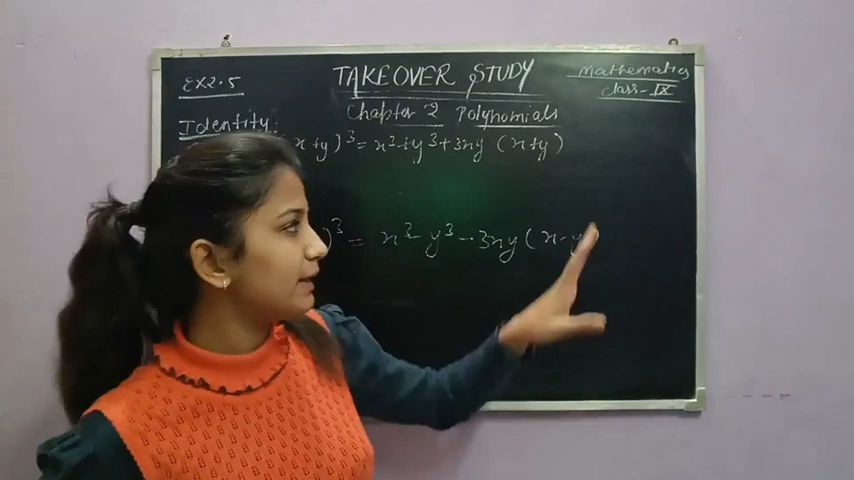 EX2.5
TAKEOVER STUDY
Mathematics
class-IX
Chapter-2 Polynomials
Identity:
x+y)³ = x³+y³+3xy (x+y)
)³ = x³-y³-3xy(x-y